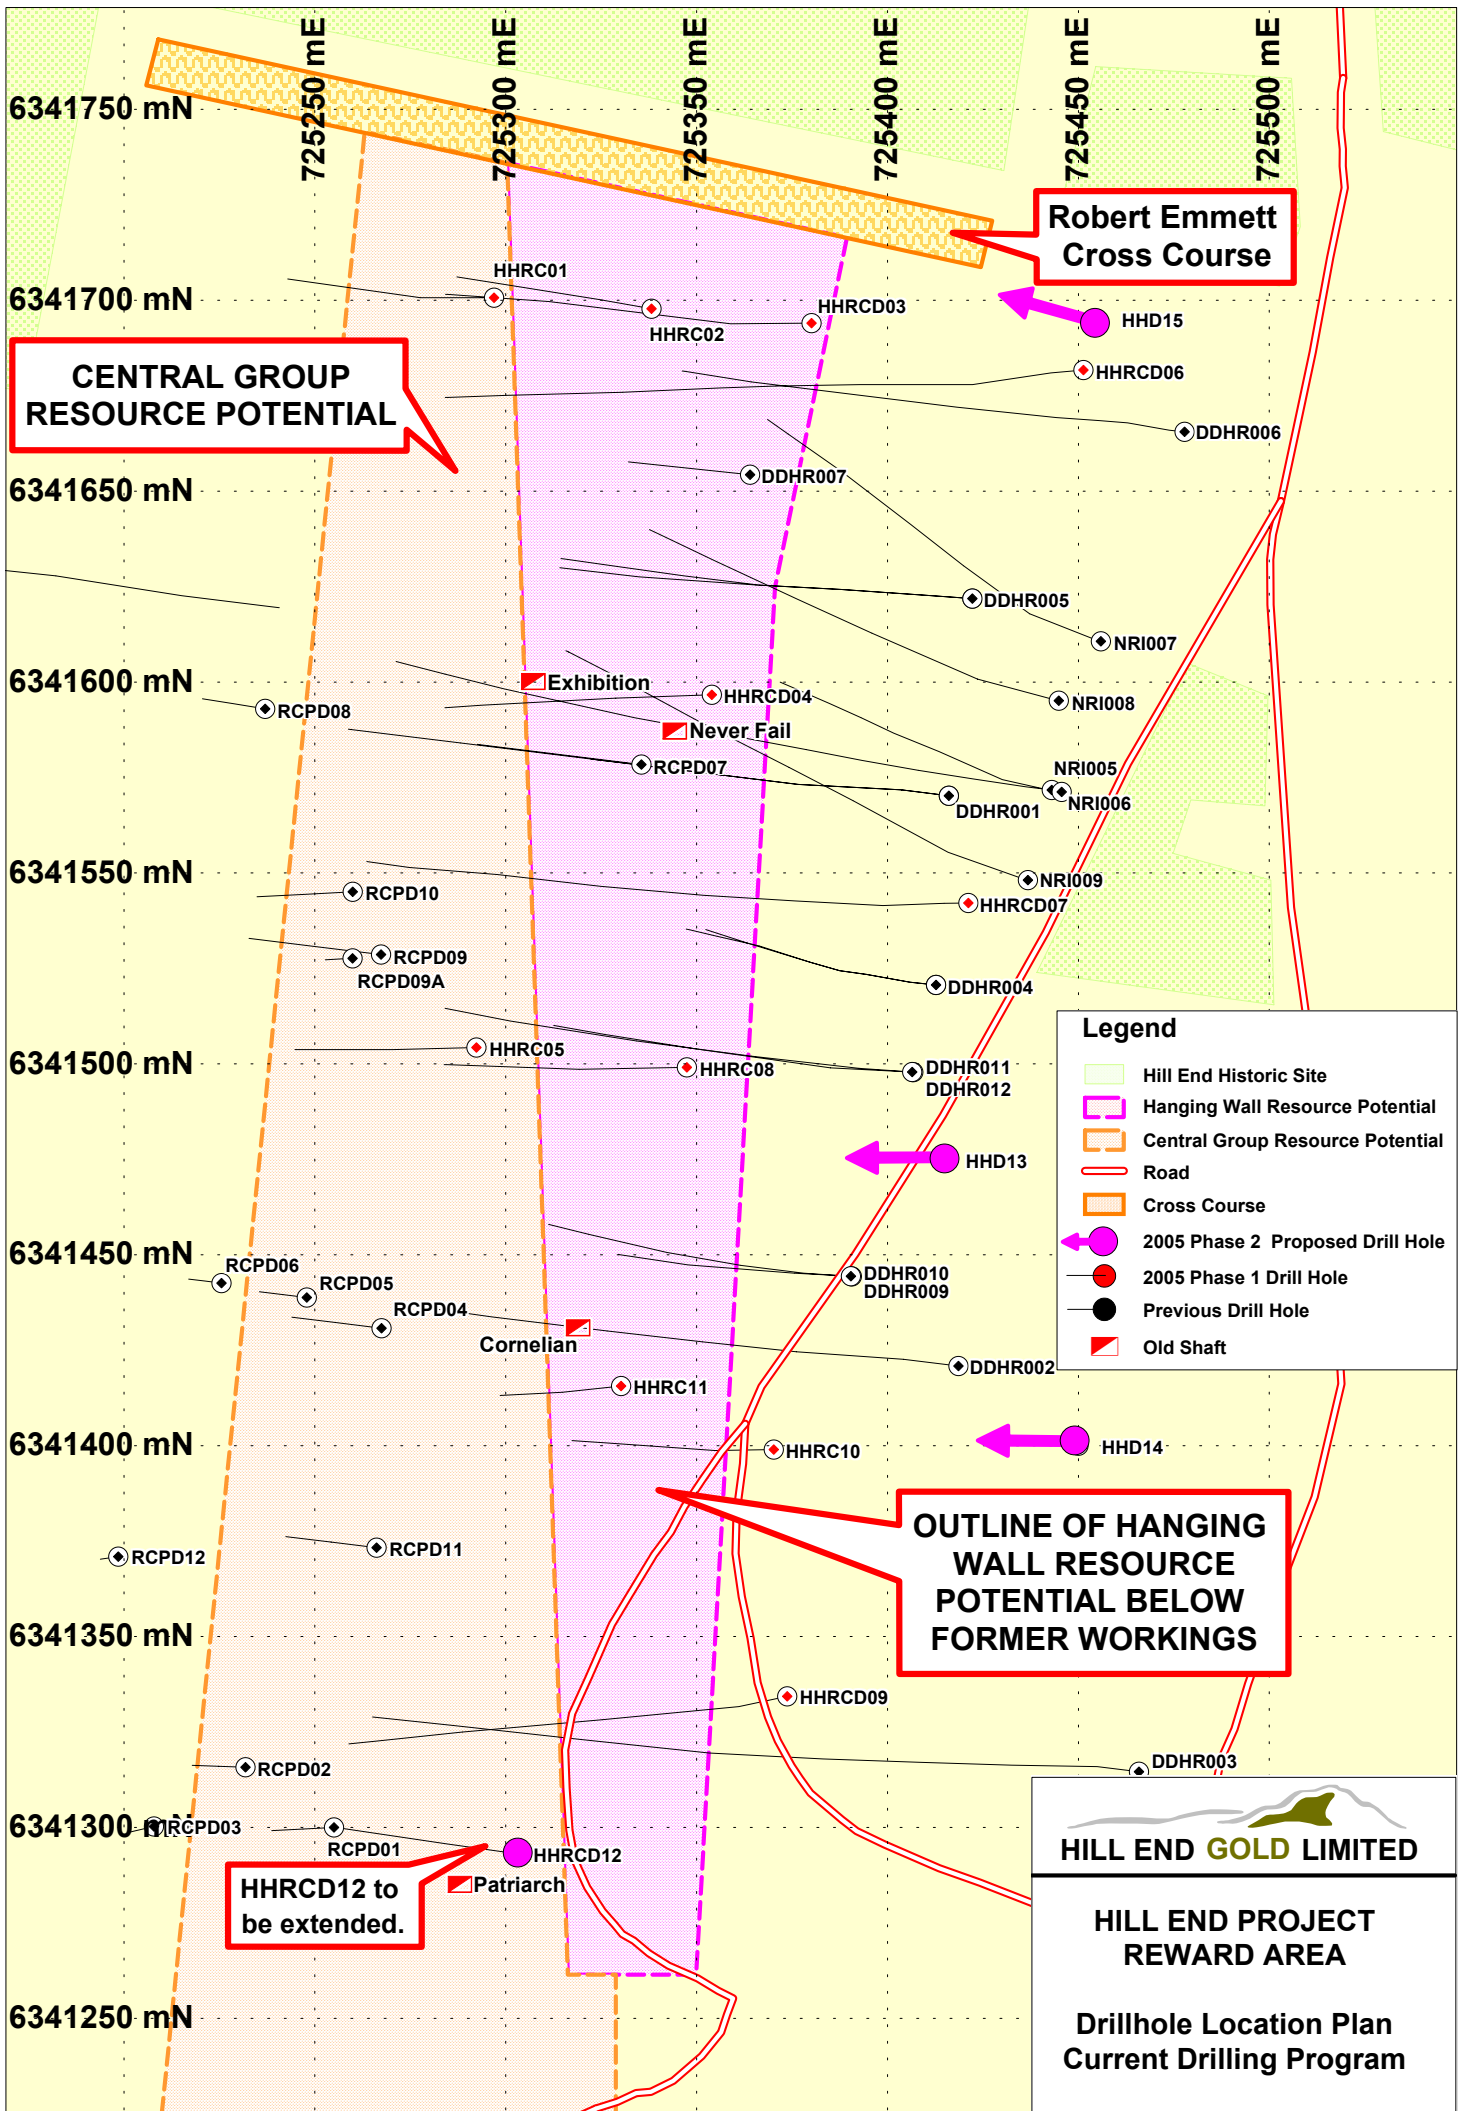 725250 mE
725300 mE
725350 mE
725400 mE
725450 mE
725500 mE
6341750 mN
Robert Emmett
Cross Course
HHRC01
6341700 mN
HHRC02
HHRCD03
HHD15
CENTRAL GROUP
RESOURCE POTENTIAL
HHRCD06
DDHR006
6341650 mN
DDHR007
DDHR005
NRI007
6341600 mN
Exhibition
HHRCD04
NRI008
RCPD08
Never Fail
RCPD07
NRI005
NRI006
DDHR001
6341550 mN
RCPD10
NRI009
HHRCD07
RCPD09
RCPD09A
DDHR004
6341500 mN
HHRC05
HHRC08
DDHR011
DDHR012
Legend
Hill End Historic Site
Hanging Wall Resource Potential
Central Group Resource Potential
Road
Cross Course
2005 Phase 2 Proposed Drill Hole
2005 Phase 1 Drill Hole
Previous Drill Hole
Old Shaft
HHD13
6341450 mN
RCPD06
RCPD05
RCPD04
DDHR010
DDHR009
Cornelian
DDHR002
HHRC11
6341400 mN
HHRC10
HHD14
OUTLINE OF HANGING
WALL RESOURCE
POTENTIAL BELOW
FORMER WORKINGS
RCPD12
RCPD11
6341350 mN
HHRCD09
RCPD02
DDHR003
6341300 mN
RCPD03
RCPD01
HHRCD12
HHRCD12 to
be extended.
Patriarch
6341250 mN
HILL END GOLD LIMITED
HILL END PROJECT
REWARD AREA
Drillhole Location Plan
Current Drilling Program